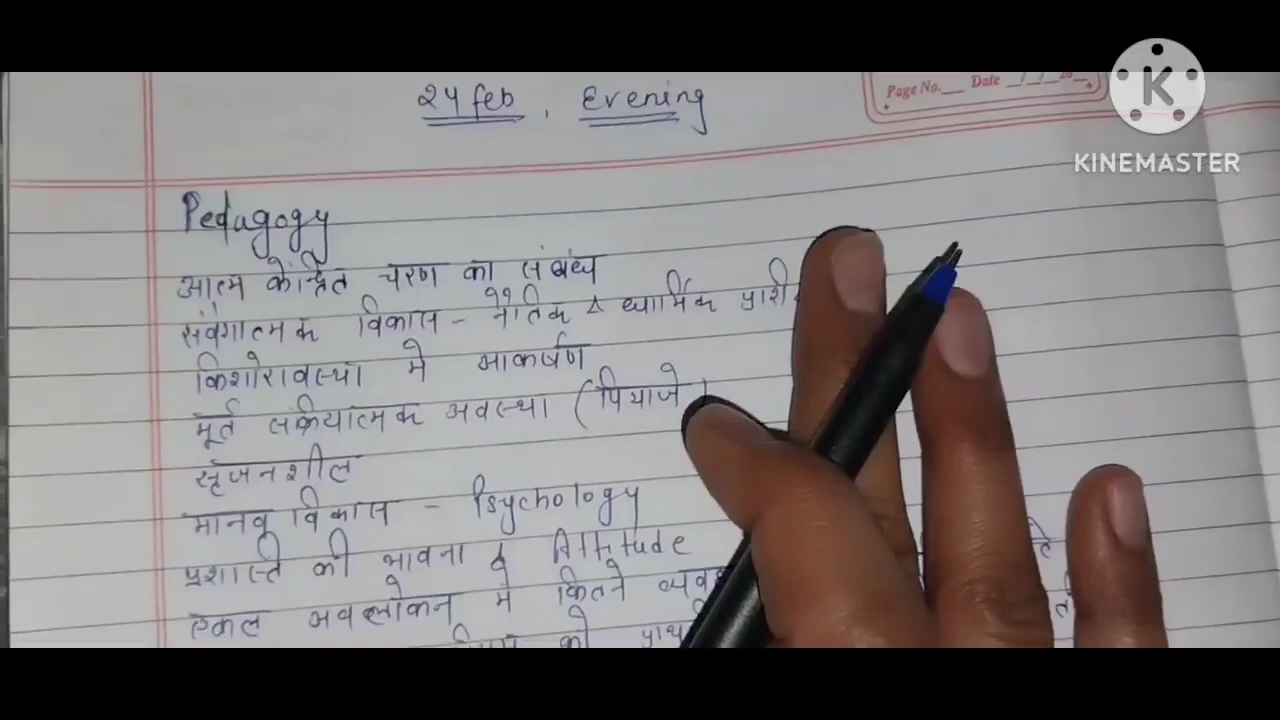 24 feb, Evening
Page No.___ Date
K
KINEMASTER
Pedagogy
आत्म केंन्द्रित चरण का संबंध
संवेगात्मक विकास - नैतिक & धार्मिक
किशोरावस्था मे आकर्षण
मूर्त संक्रियात्मक अवस्था (पियाजे)
सृजनशील
मानव विकास - Psychology
प्रशास्ति की भावना & Attitude
एकल अवलोकन मे कितने